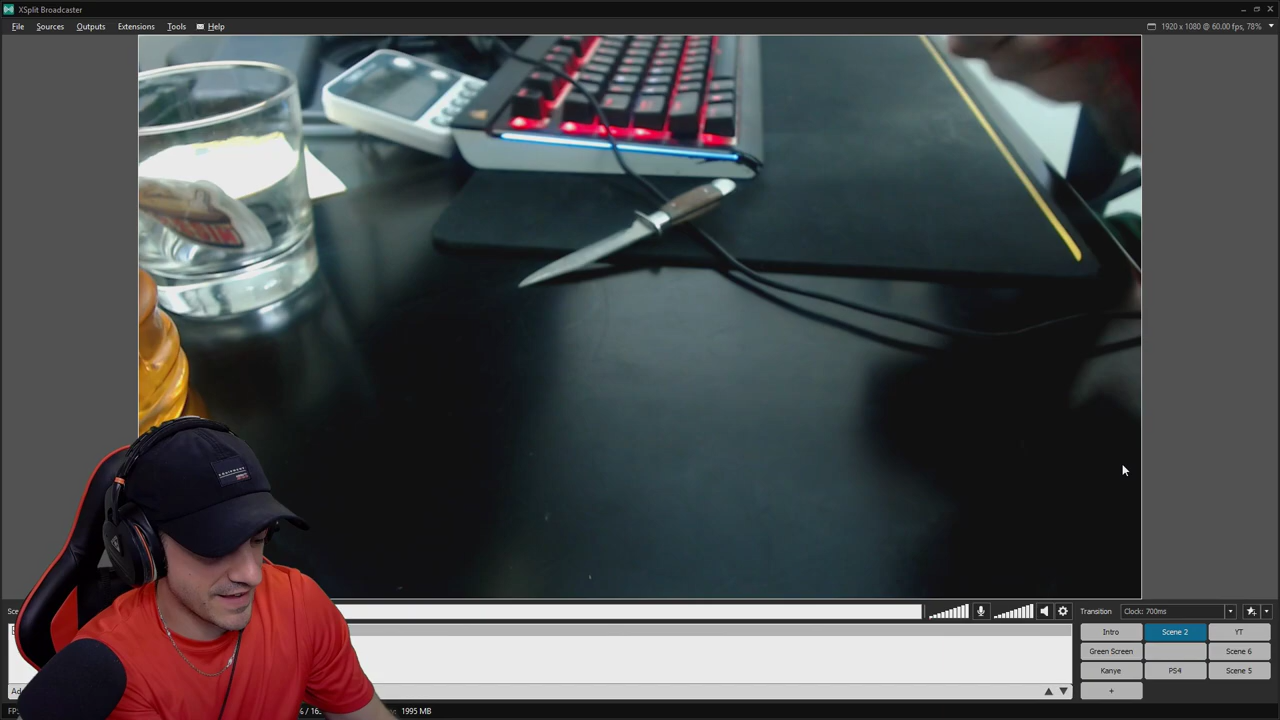 XSplit Broadcaster
File Sources Outputs Extensions Tools Help
1920 x 1080 @ 60.00 fps, 78%
Transition Clock: 700ms
Intro Scene 2 YT
Green Screen Scene 6
Kanye PS4 Scene 5
+
1995 MB